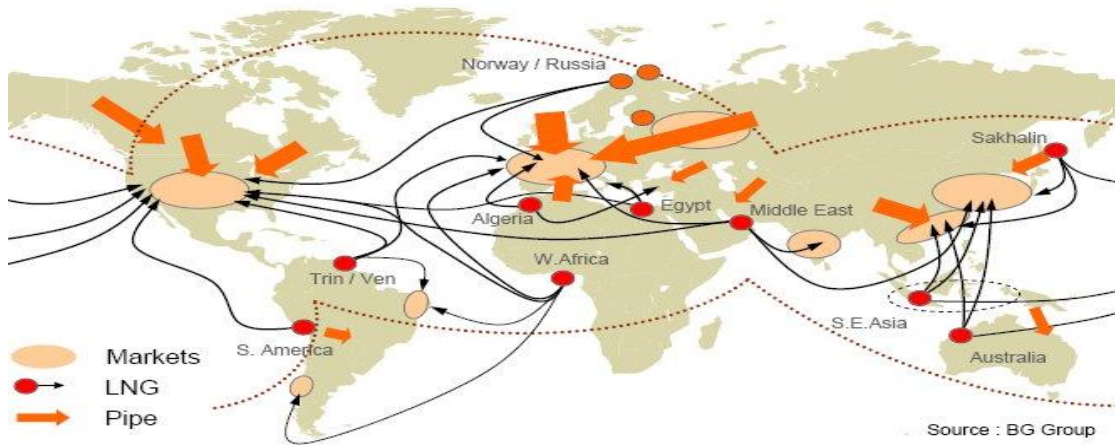 Norway / Russia
Sakhalin
Algeria
Egypt
Middle East
W.Africa
Trin / Ven
S.E.Asia
S. America
Australia
Markets
LNG
Pipe
Source : BG Group